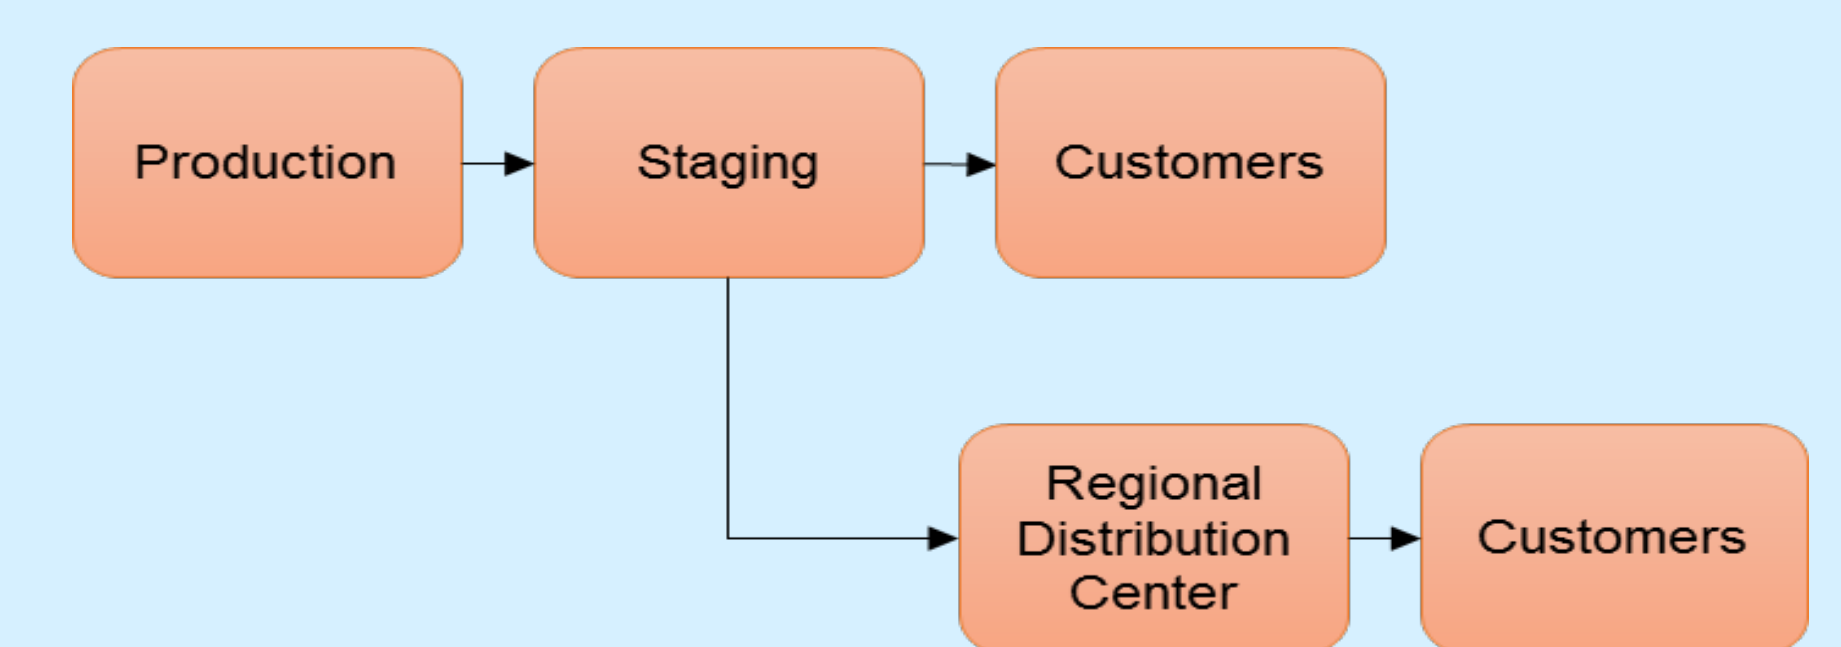 Production
Staging
Customers
Regional
Distribution
Center
Customers